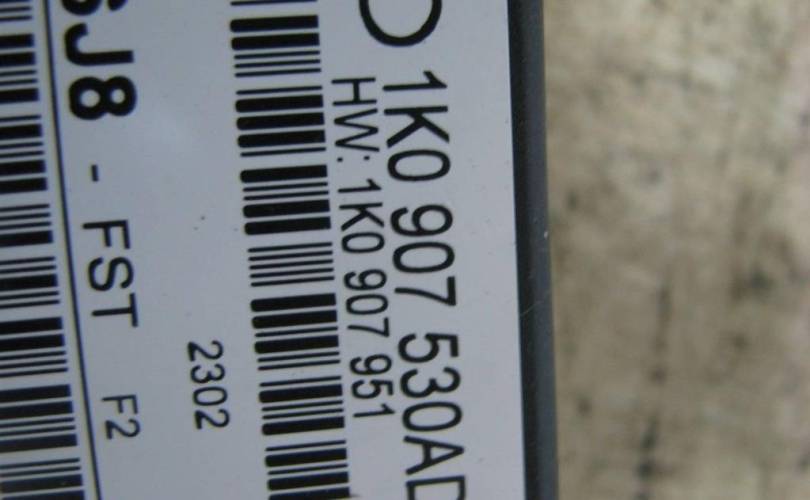 1K0 907 530AD
HW: 1K0 907 951
2302
J8 - FST F2